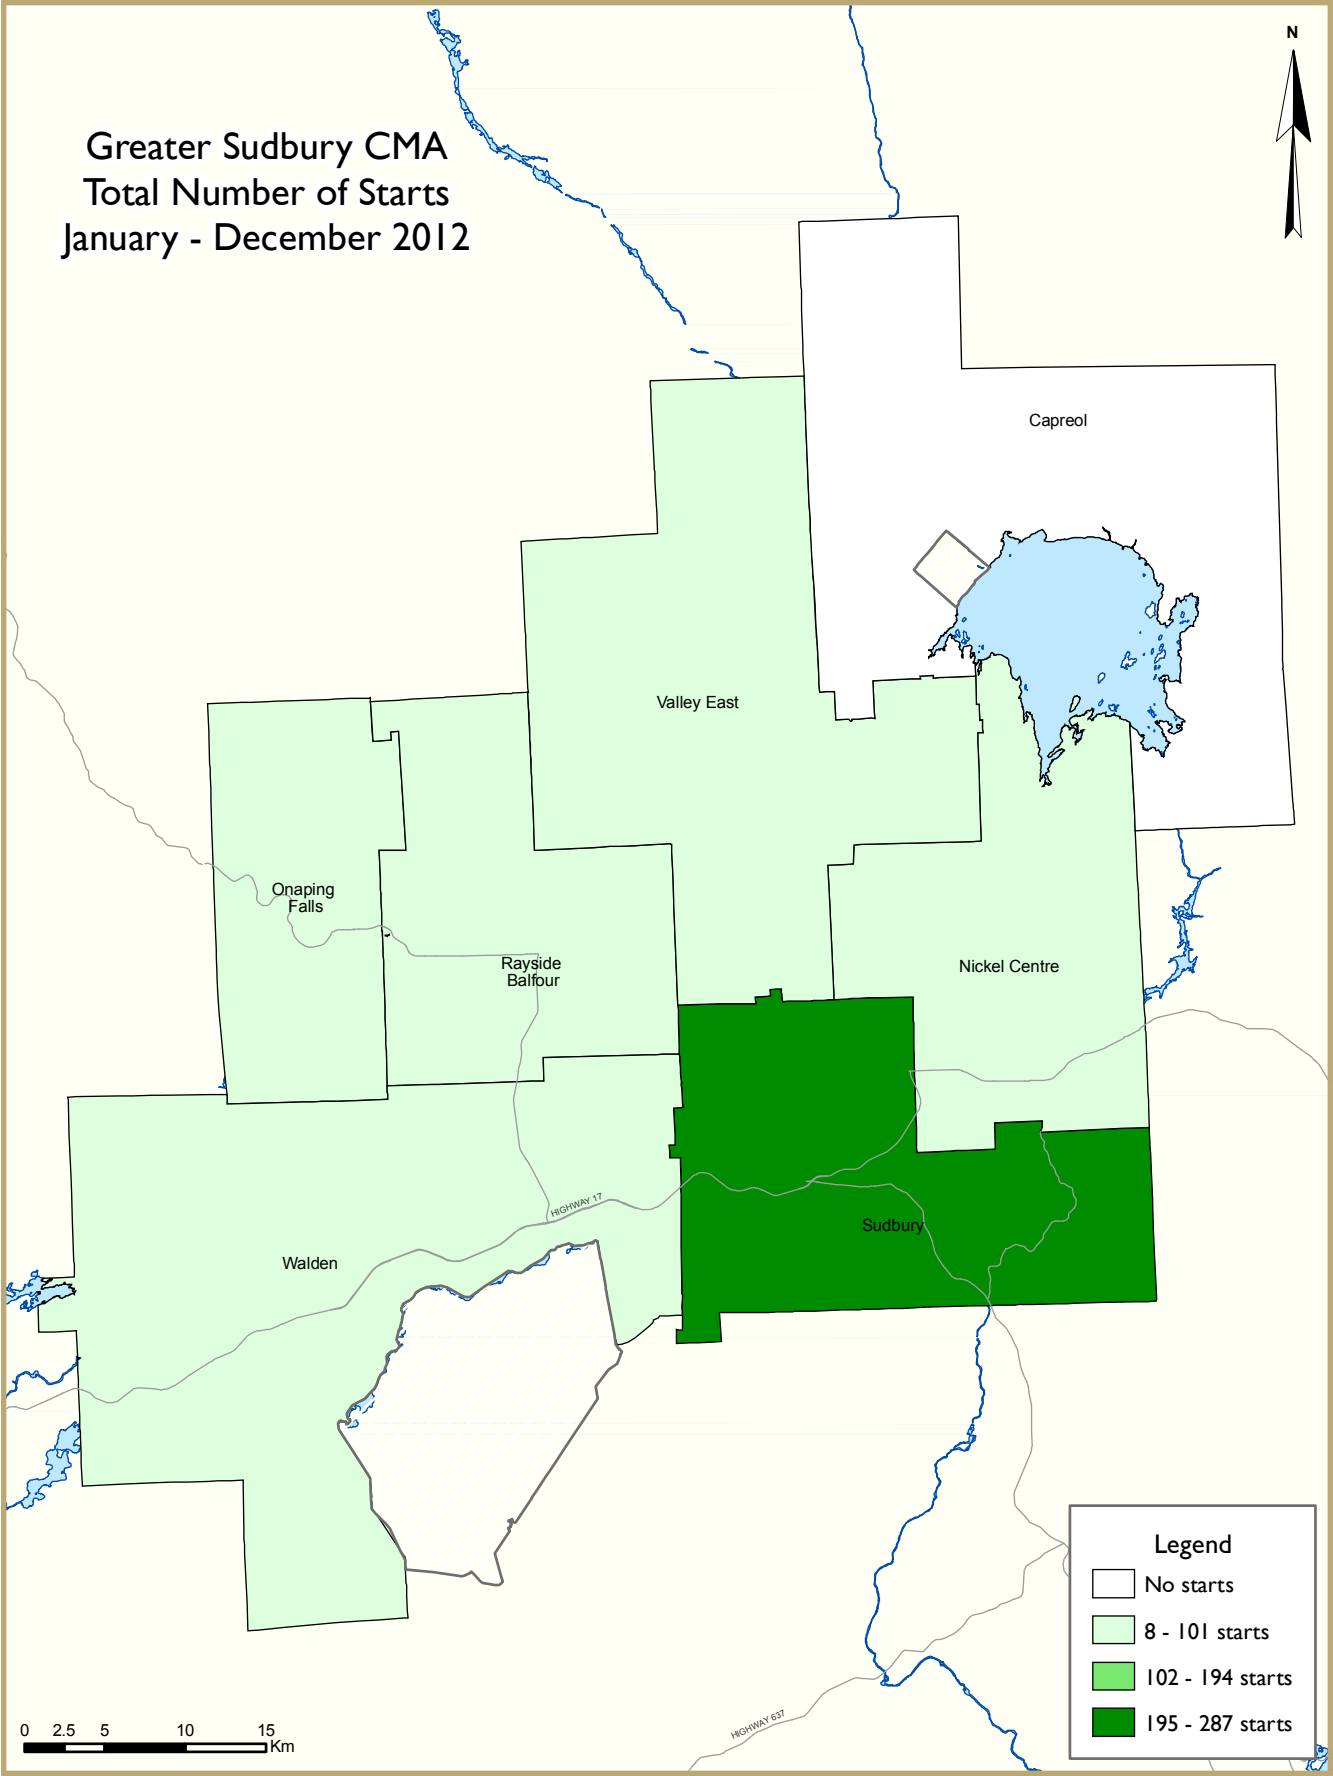 N
Greater Sudbury CMA
Total Number of Starts
January - December 2012
Capreol
Valley East
Onaping
Falls
Rayside
Balfour
Nickel Centre
HIGHWAY 17
Sudbury
Walden
Legend
No starts
8 - 101 starts
102 - 194 starts
195 - 287 starts
HIGHWAY 637
0 2.5 5 10 15
Km